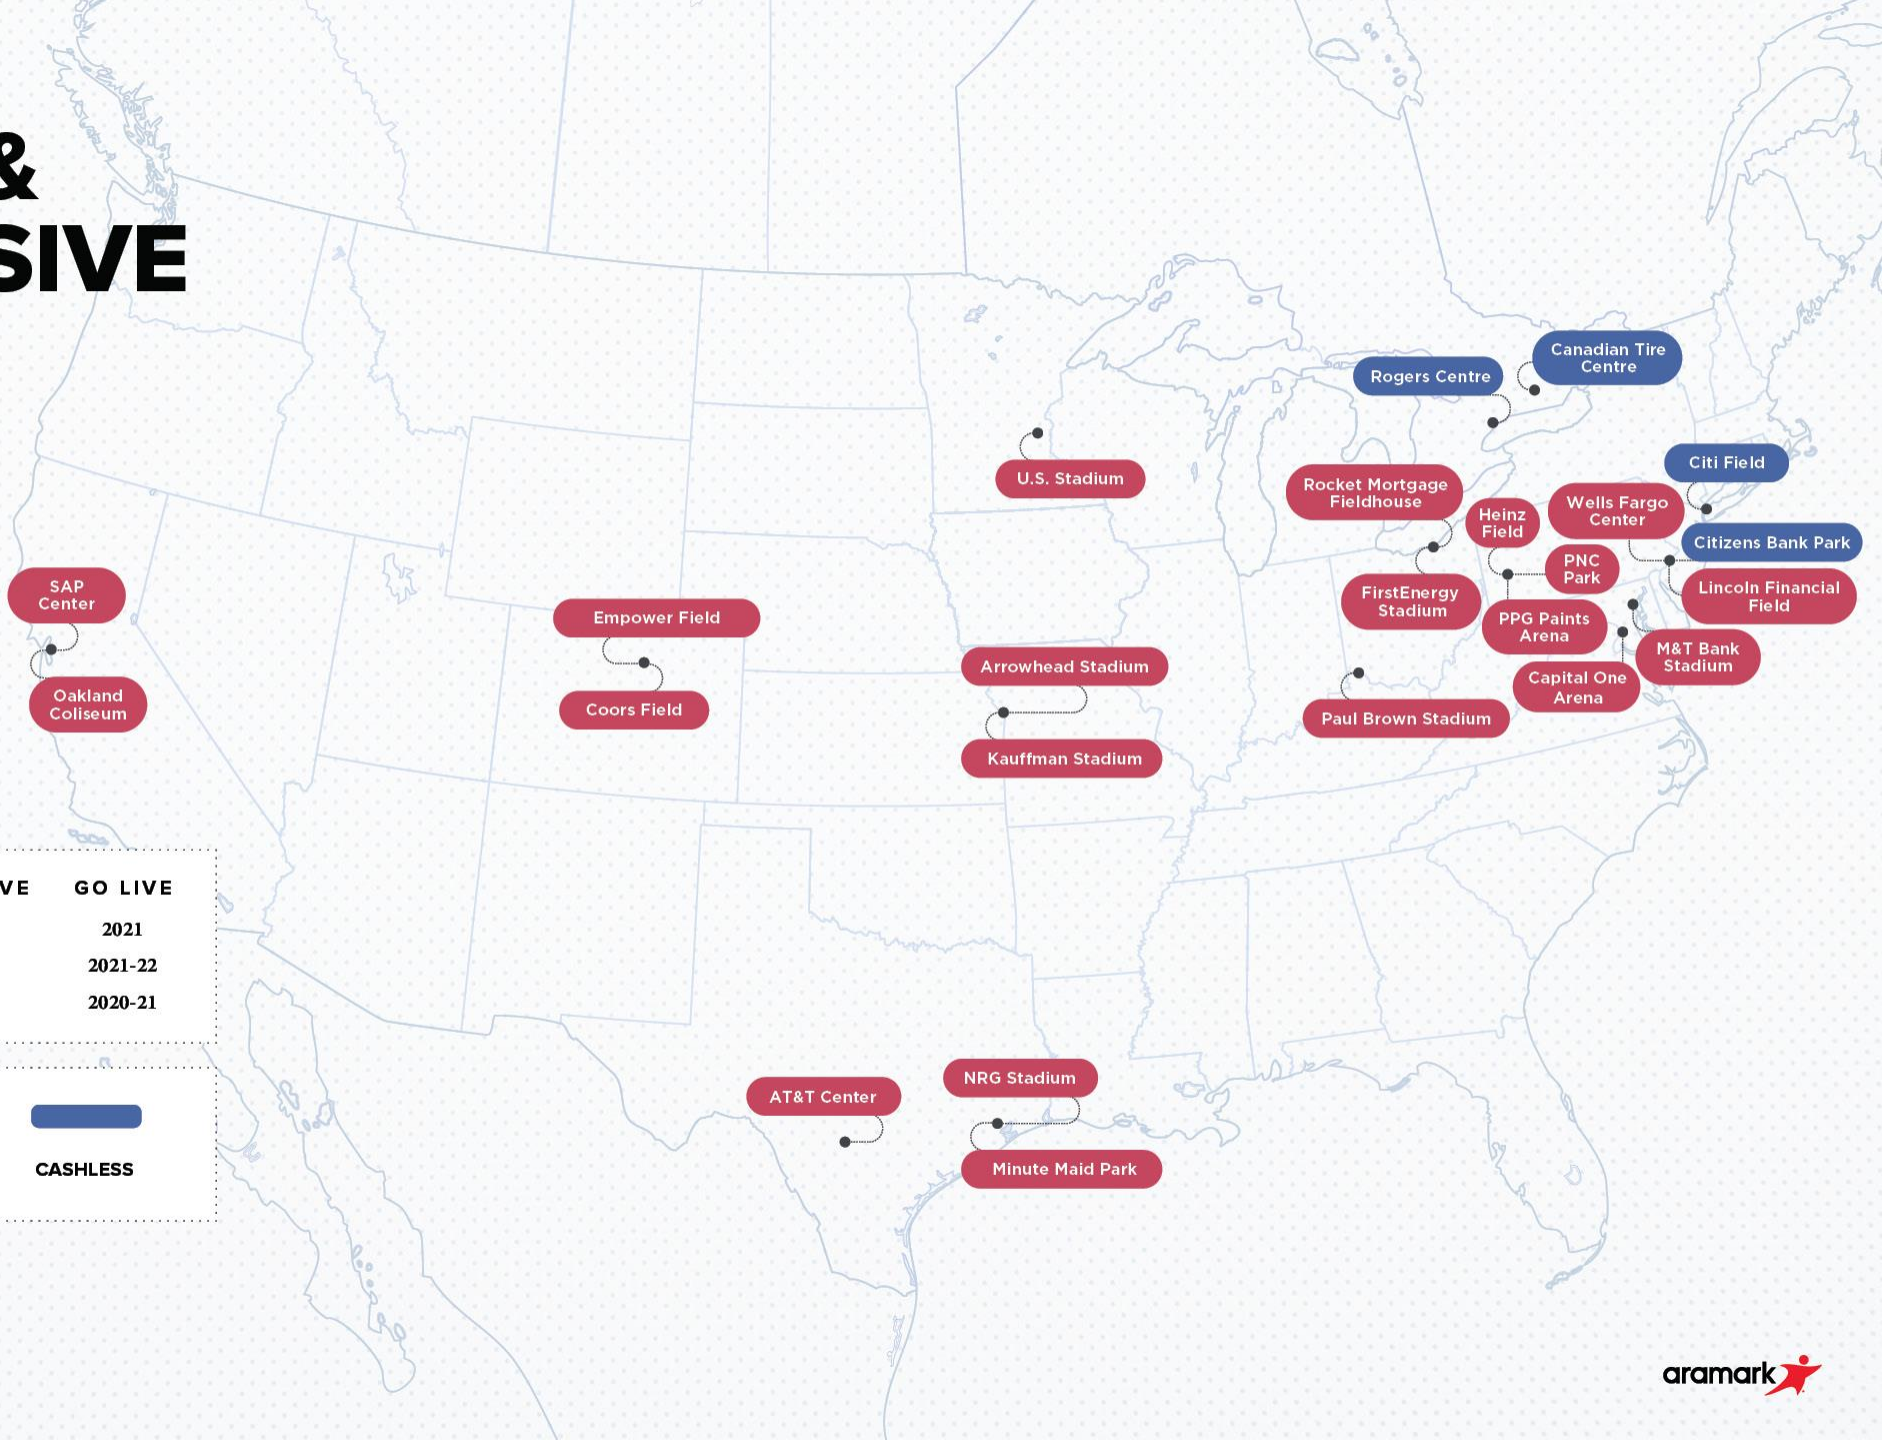 &
SIVE
Canadian Tire
Centre
Rogers Centre
Citi Field
U.S. Stadium
Rocket Mortgage
Fieldhouse
Heinz
Field
Wells Fargo
Center
Citizens Bank Park
PNC
Park
Lincoln Financial
Field
FirstEnergy
Stadium
PPG Paints
Arena
M&T Bank
Stadium
Capital One
Arena
Paul Brown Stadium
SAP
Center
Oakland
Coliseum
Empower Field
Coors Field
Arrowhead Stadium
Kauffman Stadium
VE GO LIVE
2021
2021-22
2020-21
CASHLESS
AT&T Center
NRG Stadium
Minute Maid Park
aramark